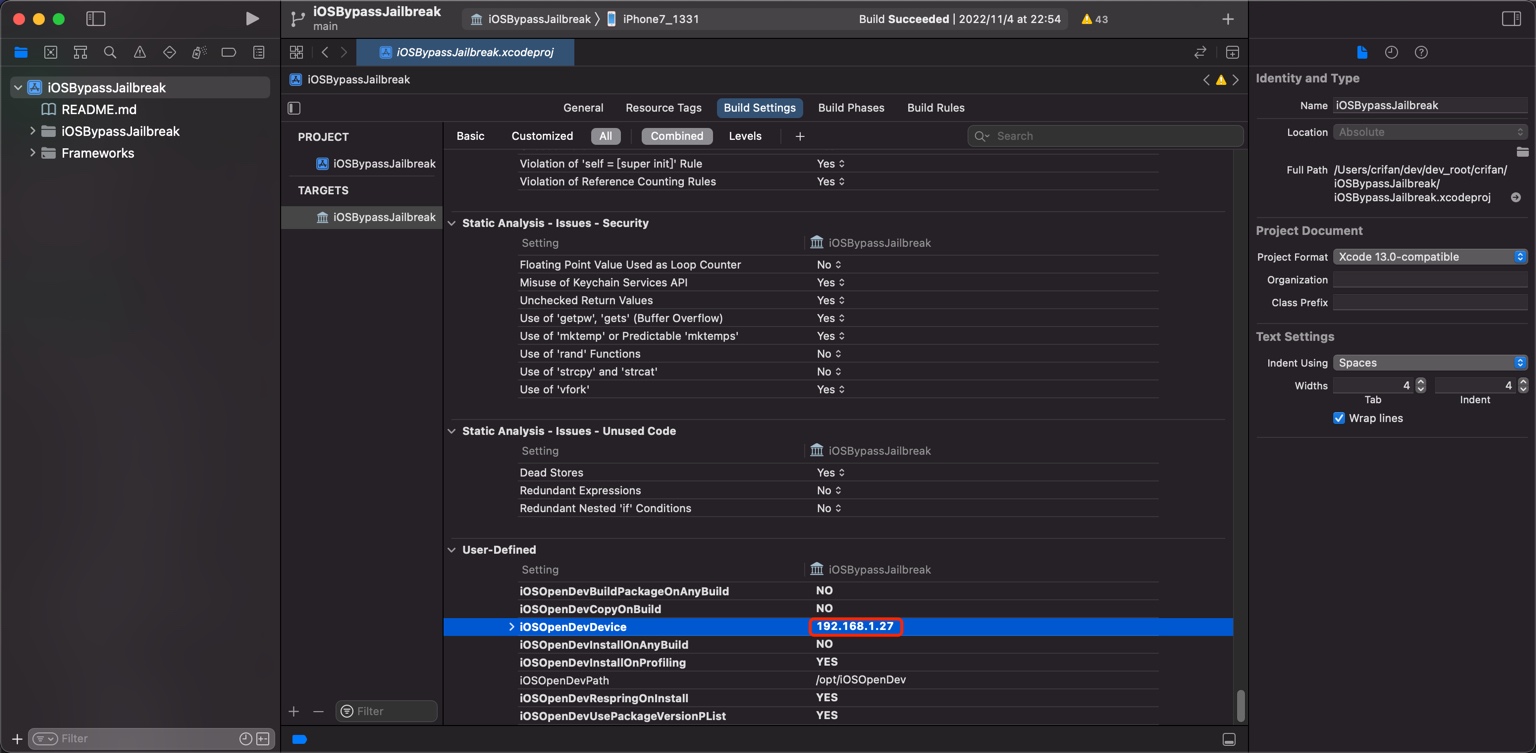 iOSBypassJailbreak
main
iOSBypassJailbreak
iPhone7_1331
Build Succeeded | 2022/11/4 at 22:54
43
iOSBypassJailbreak.xcodeproj
iOSBypassJailbreak
README.md
iOSBypassJailbreak
Frameworks
Filter
iOSBypassJailbreak
General
Resource Tags
Build Settings
Build Phases
Build Rules
PROJECT
iOSBypassJailbreak
TARGETS
iOSBypassJailbreak
Filter
Basic
Customized
All
Combined
Levels
Search
Violation of 'self = [super init]' Rule Yes
Violation of Reference Counting Rules Yes
Static Analysis - Issues - Security
Setting iOSBypassJailbreak
Floating Point Value Used as Loop Counter No
Misuse of Keychain Services API Yes
Unchecked Return Values Yes
Use of 'getpw', 'gets' (Buffer Overflow) Yes
Use of 'mktemp' or Predictable 'mktemps' Yes
Use of 'rand' Functions No
Use of 'strcpy' and 'strcat' No
Use of 'vfork' Yes
Static Analysis - Issues - Unused Code
Setting iOSBypassJailbreak
Dead Stores Yes
Redundant Expressions No
Redundant Nested 'if' Conditions No
User-Defined
Setting iOSBypassJailbreak
iOSOpenDevBuildPackageOnAnyBuild NO
iOSOpenDevCopyOnBuild NO
iOSOpenDevDevice 192.168.1.27
iOSOpenDevInstallOnAnyBuild NO
iOSOpenDevInstallOnProfiling YES
iOSOpenDevPath /opt/iOSOpenDev
iOSOpenDevRespringOnInstall YES
iOSOpenDevUsePackageVersionPList YES
Identity and Type
Name iOSBypassJailbreak
Location Absolute
Full Path /Users/crifan/dev/dev_root/crifan/
iOSBypassJailbreak/
iOSBypassJailbreak.xcodeproj
Project Document
Project Format Xcode 13.0-compatible
Organization
Class Prefix
Text Settings
Indent Using Spaces
Widths 4 4
Tab Indent
Wrap lines